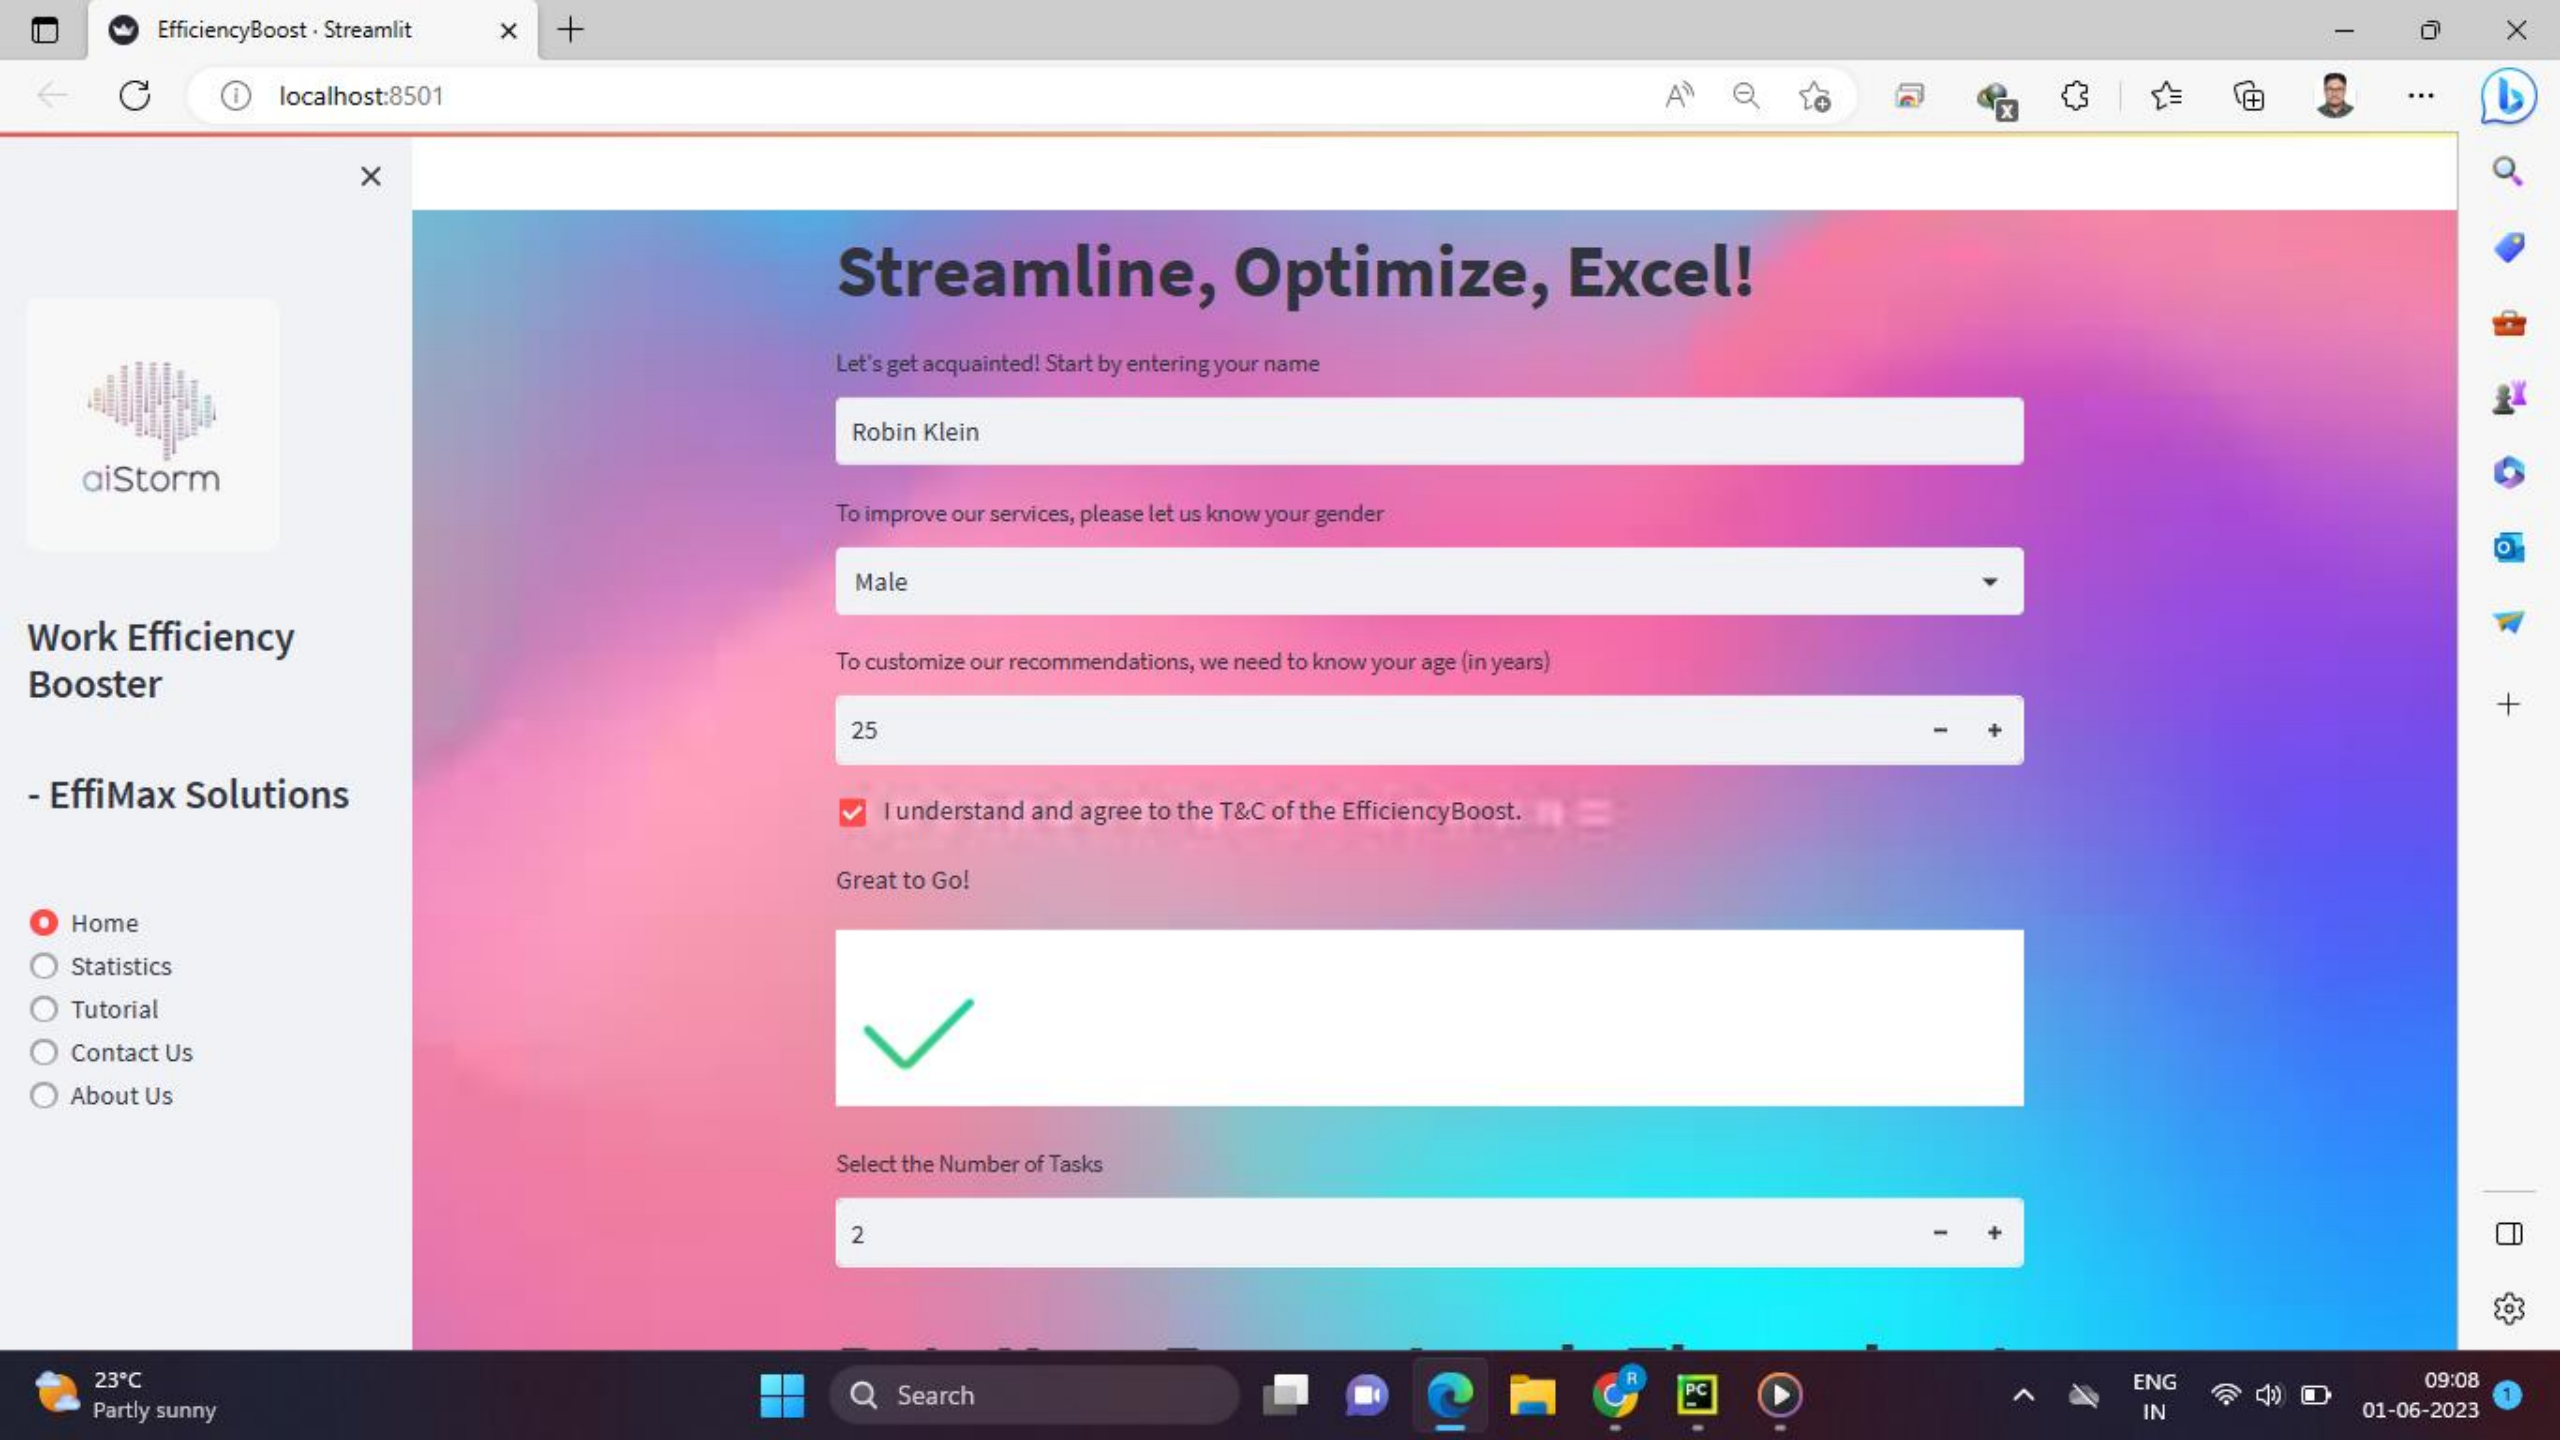 EfficiencyBoost · Streamlit
localhost:8501
Streamline, Optimize, Excel!
Let's get acquainted! Start by entering your name
Robin Klein
To improve our services, please let us know your gender
Male
To customize our recommendations, we need to know your age (in years)
25
I understand and agree to the T&C of the EfficiencyBoost.
Great to Go!
Select the Number of Tasks
2
aiStorm
Work Efficiency
Booster
- EffiMax Solutions
Home
Statistics
Tutorial
Contact Us
About Us
23°C
Partly sunny
Search
R
PC
ENG
IN
09:08
01-06-2023
1